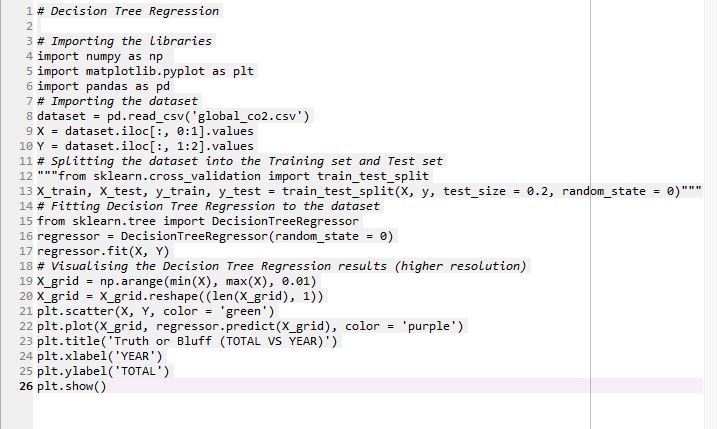 1 # Decision Tree Regression
2
3 # Importing the libraries
4 import numpy as np
5 import matplotlib.pyplot as plt
6 import pandas as pd
7 # Importing the dataset
8 dataset = pd.read_csv('global_co2.csv')
9 X = dataset.iloc[:, 0:1].values
10 Y = dataset.iloc[:, 1:2].values
11 # Splitting the dataset into the Training set and Test set
12 """from sklearn.cross_validation import train_test_split
13 X_train, X_test, y_train, y_test = train_test_split(X, y, test_size = 0.2, random_state = 0)"""
14 # Fitting Decision Tree Regression to the dataset
15 from sklearn.tree import DecisionTreeRegressor
16 regressor = DecisionTreeRegressor(random_state = 0)
17 regressor.fit(X, Y)
18 # Visualising the Decision Tree Regression results (higher resolution)
19 X_grid = np.arange(min(X), max(X), 0.01)
20 X_grid = X_grid.reshape((len(X_grid), 1))
21 plt.scatter(X, Y, color = 'green')
22 plt.plot(X_grid, regressor.predict(X_grid), color = 'purple')
23 plt.title('Truth or Bluff (TOTAL VS YEAR)')
24 plt.xlabel('YEAR')
25 plt.ylabel('TOTAL')
26 plt.show()